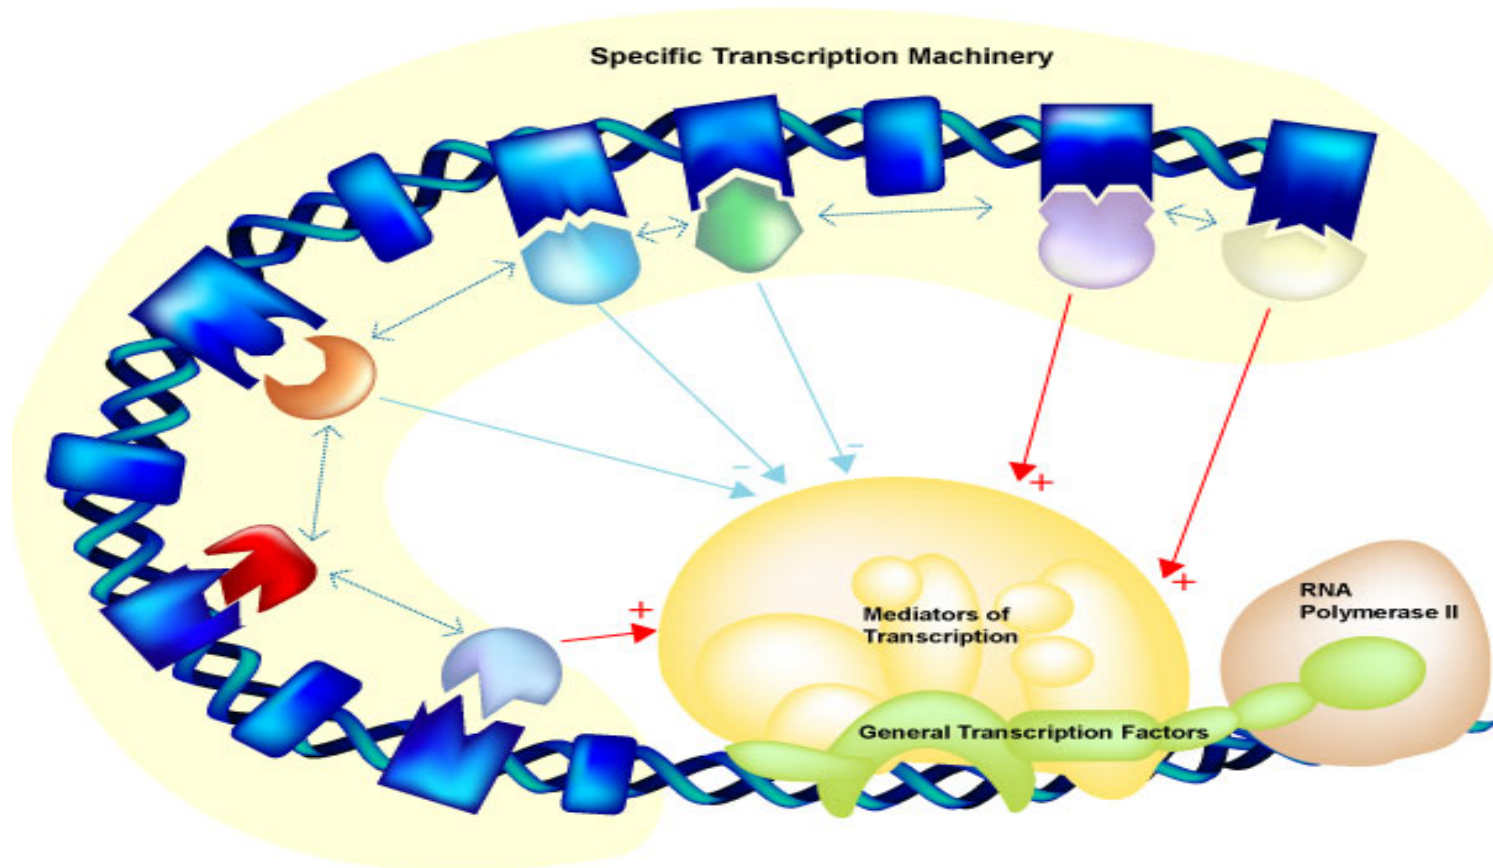 Specific Transcription Machinery
−
−
+
+
+
RNA
Polymerase II
Mediators of
Transcription
General Transcription Factors